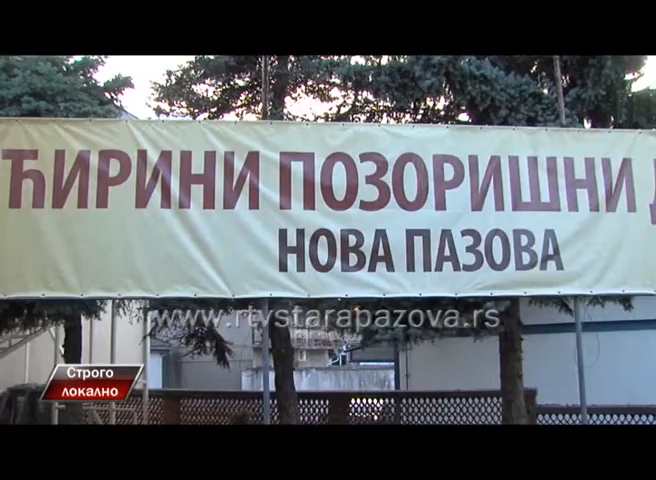 ЋИРИНИ ПОЗОРИШНИ
НОВА ПАЗОВА
www.rtvstarapazova.rs
Строго
локално